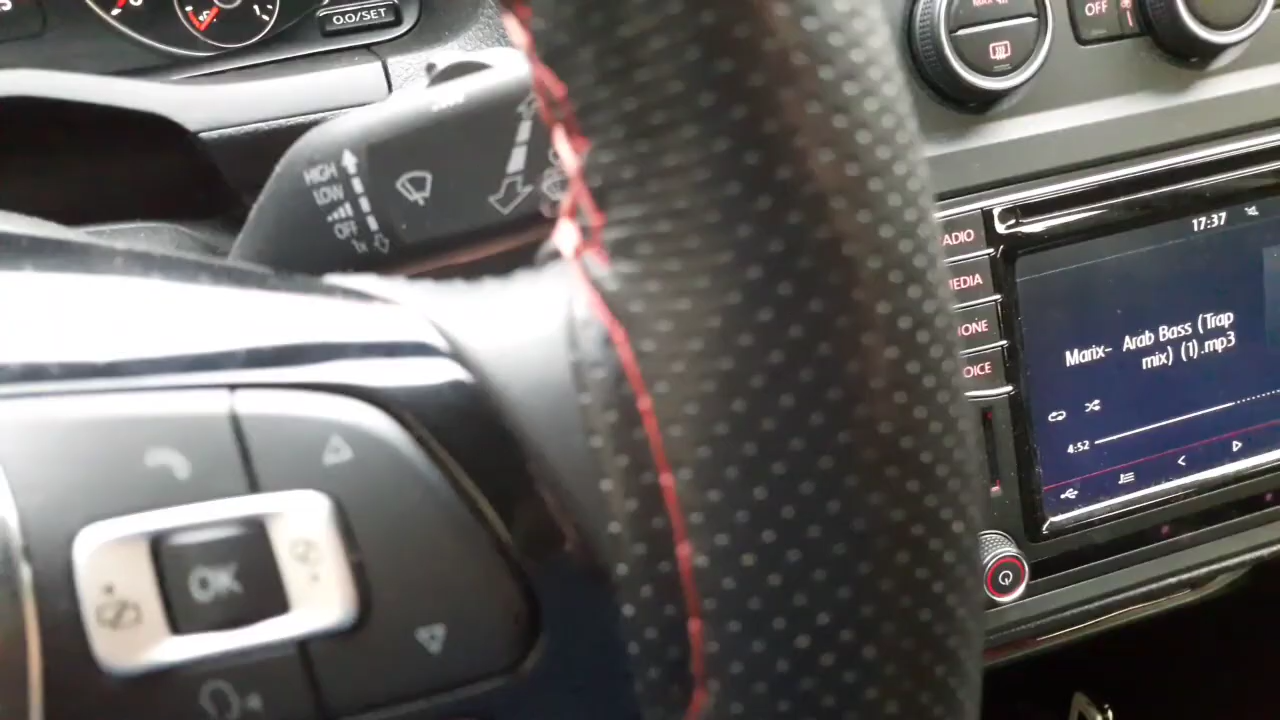 0.0/SET
OFF
HIGH
LOW
OFF
1x
17:37
ADIO
MEDIA
IONE
OICE
Marix- Arab Bass (Trap
mix) (1).mp3
4:52
OK